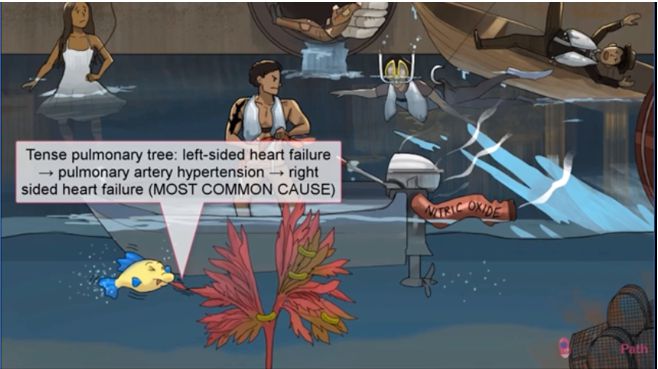 Tense pulmonary tree: left-sided heart failure
→ pulmonary artery hypertension → right
sided heart failure (MOST COMMON CAUSE)
NITRIC OXIDE
Path